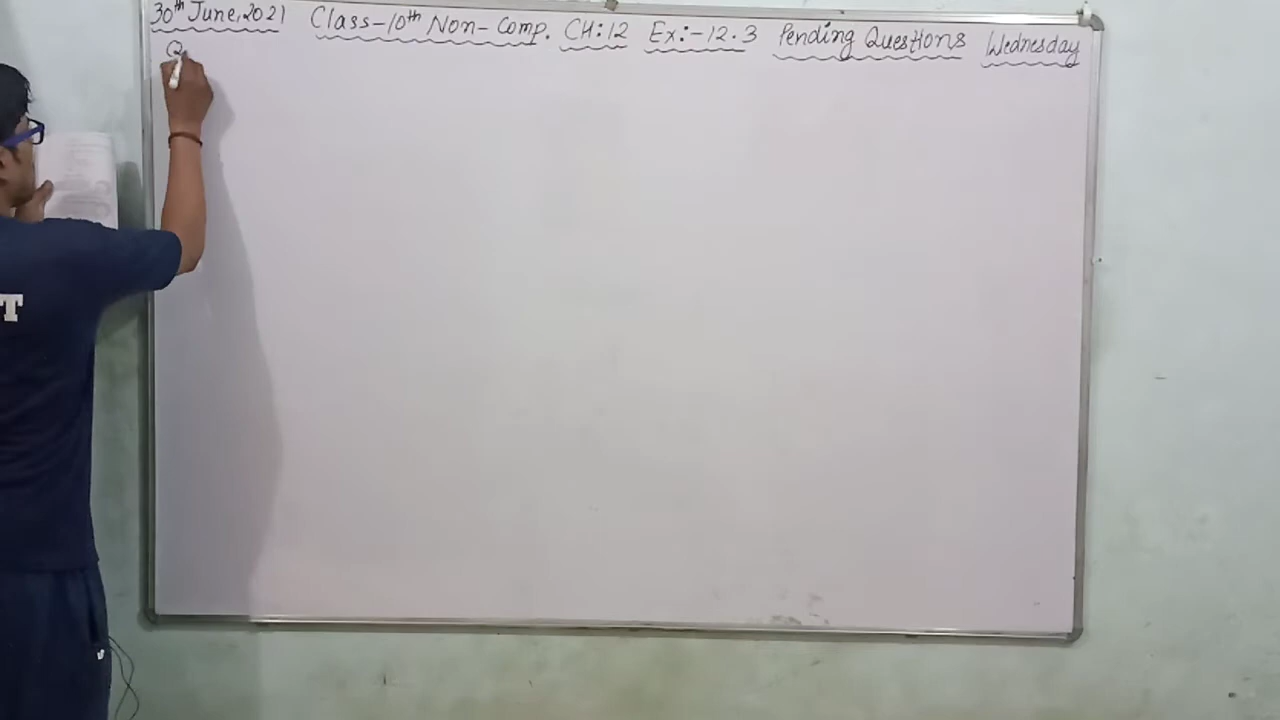 30th June, 2021 Class-10th Non-Comp. CH:12 Ex:-12.3 Pending Questions Wednesday
Q
T